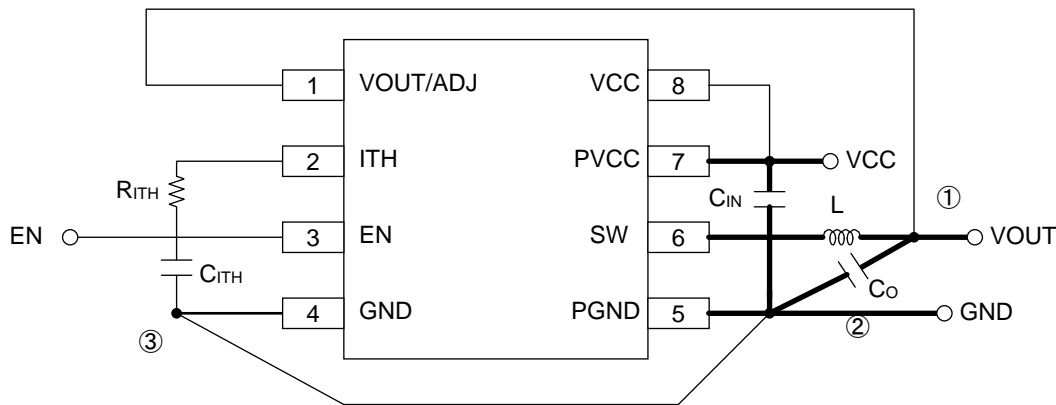 1 VOUT/ADJ VCC 8
2 ITH PVCC 7 VCC
RITH CIN
L ①
EN 3 EN SW 6 VOUT
CITH CO
4 GND PGND 5 GND
③ ②